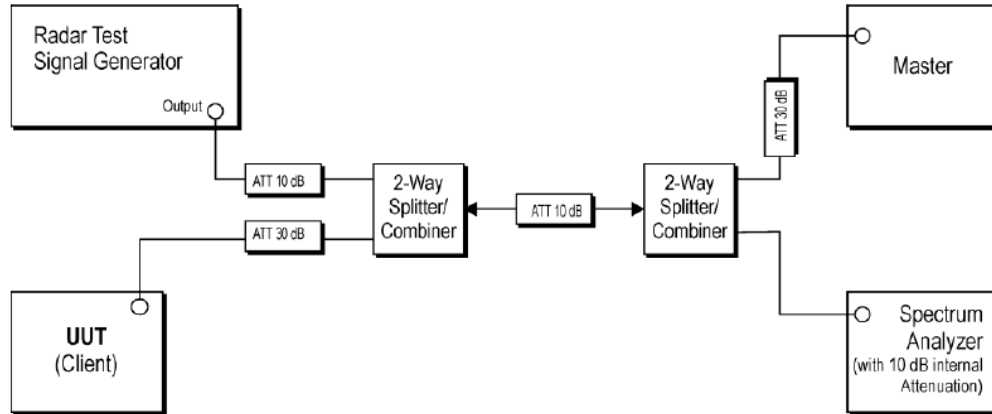 Radar Test
Signal Generator
Output
Master
ATT 30 dB
ATT 10 dB
2-Way
Splitter/
Combiner
ATT 10 dB
2-Way
Splitter/
Combiner
ATT 30 dB
UUT
(Client)
Spectrum
Analyzer
(with 10 dB internal
Attenuation)